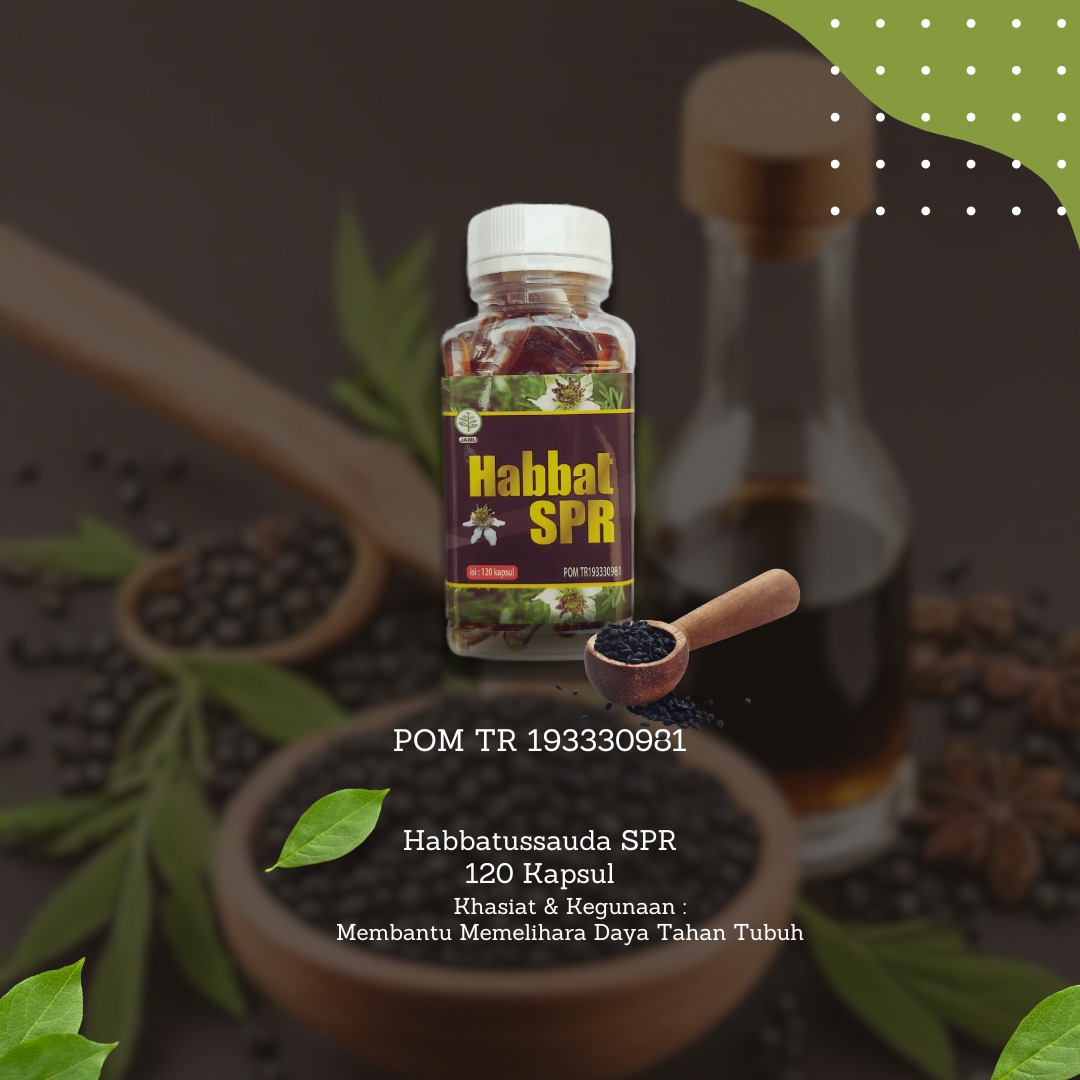 JAMU
Habbat
SPR
isi : 120 kapsul
POM TR193330981
POM TR 193330981
Habbatussauda SPR
120 Kapsul
Khasiat & Kegunaan :
Membantu Memelihara Daya Tahan Tubuh